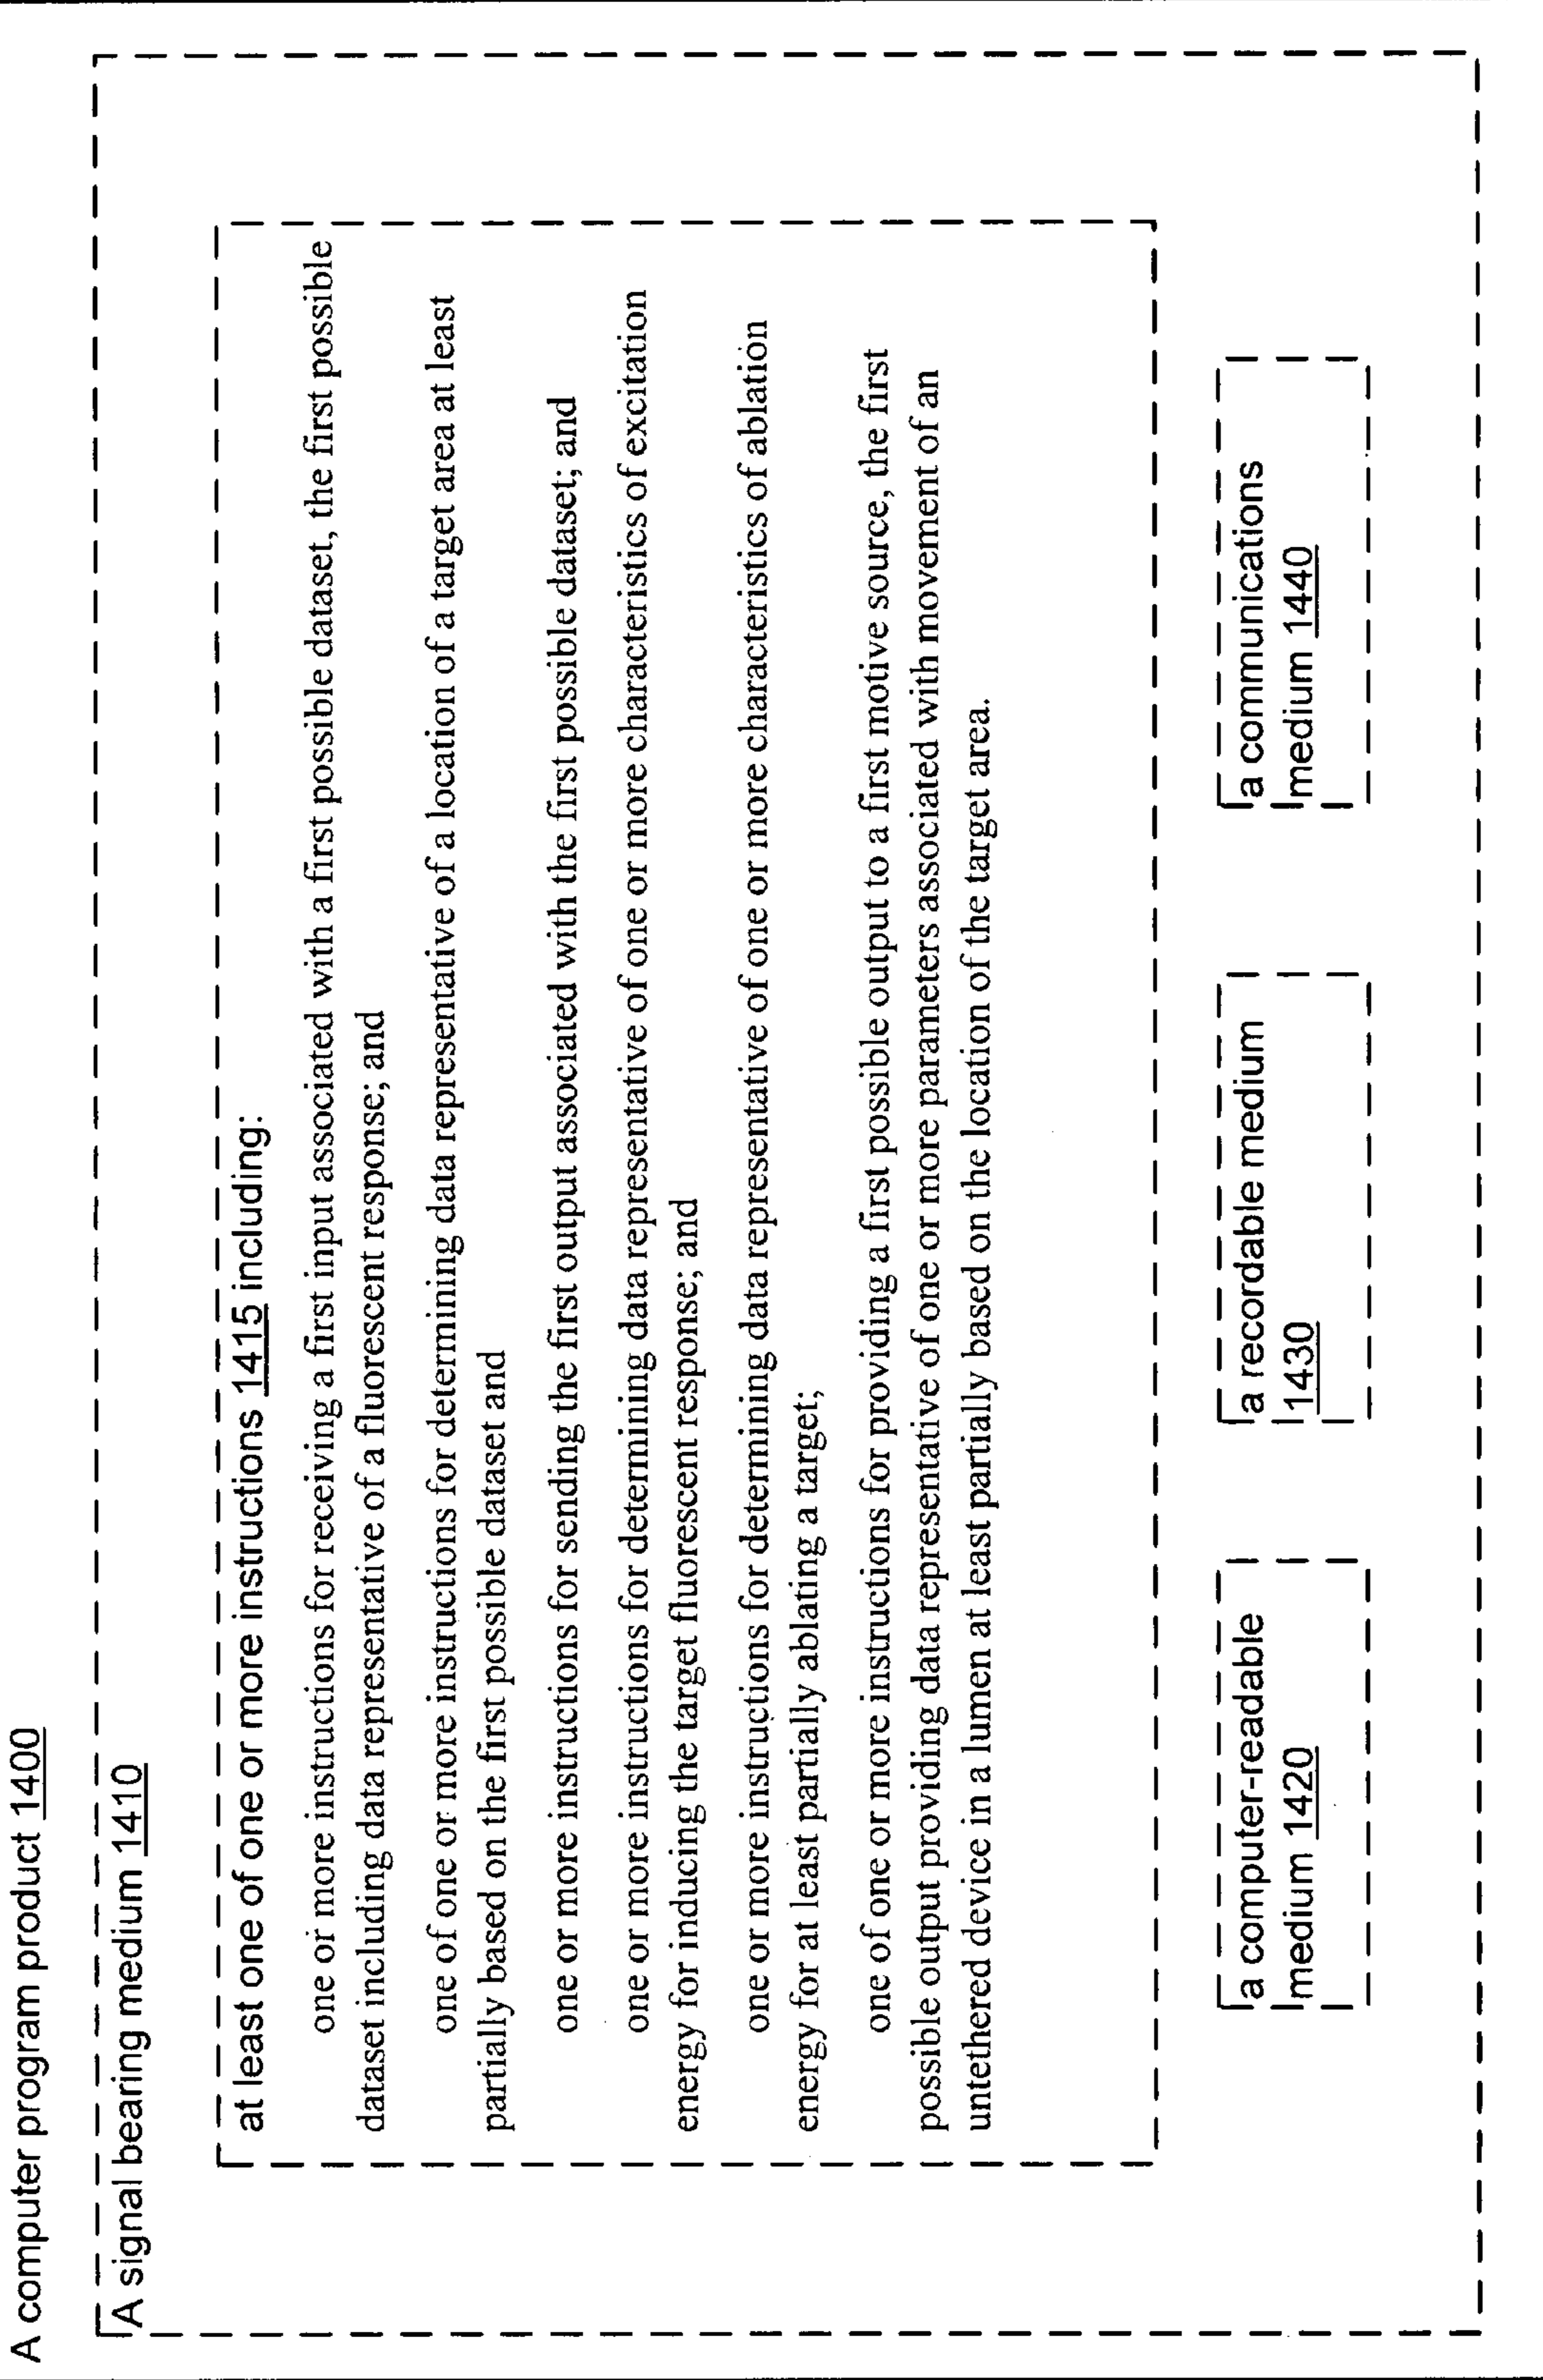 A computer program product 1400
A signal bearing medium 1410
at least one of one or more instructions 1415 including:
one or more instructions for receiving a first input associated with a first possible dataset, the first possible
dataset including data representative of a fluorescent response; and
one of one or more instructions for determining data representative of a location of a target area at least
partially based on the first possible dataset and
one or more instructions for sending the first output associated with the first possible dataset; and
one or more instructions for determining data representative of one or more characteristics of excitation
energy for inducing the target fluorescent response; and
one or more instructions for determining data representative of one or more characteristics of ablation
energy for at least partially ablating a target;
one of one or more instructions for providing a first possible output to a first motive source, the first
possible output providing data representative of one or more parameters associated with movement of an
untethered device in a lumen at least partially based on the location of the target area.
a computer-readable
medium 1420
a recordable medium
1430
a communications
medium 1440